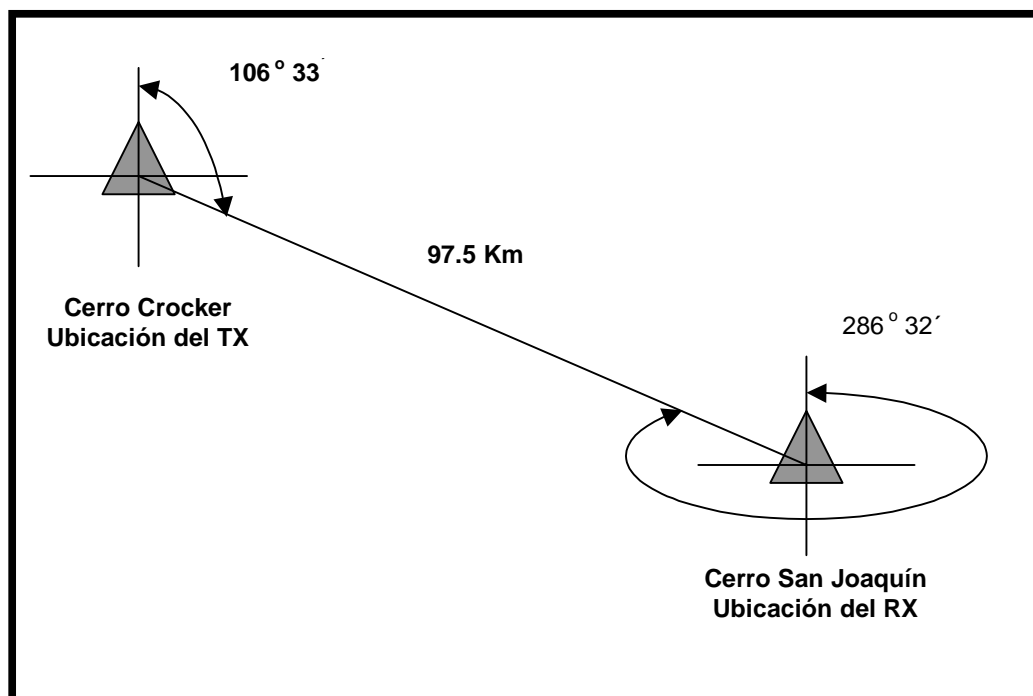 106 º 33´
97.5 Km
Cerro Crocker
Ubicación del TX
286 º 32´
Cerro San Joaquín
Ubicación del RX